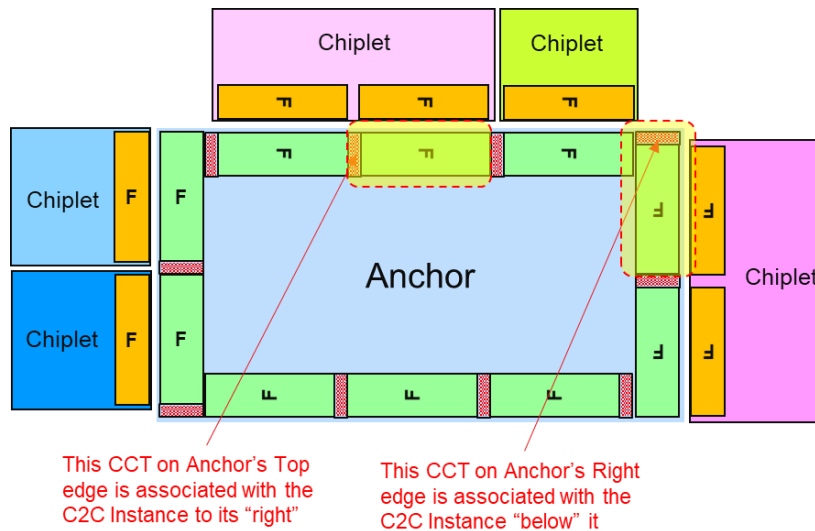 Chiplet
Chiplet
F
F
F
F
F
F
Chiplet
F
F
F
F
Chiplet
Anchor
Chiplet
F
F
F
F
F
F
F
This CCT on Anchor's Top
edge is associated with the
C2C Instance to its "right"
This CCT on Anchor's Right
edge is associated with the
C2C Instance "below" it